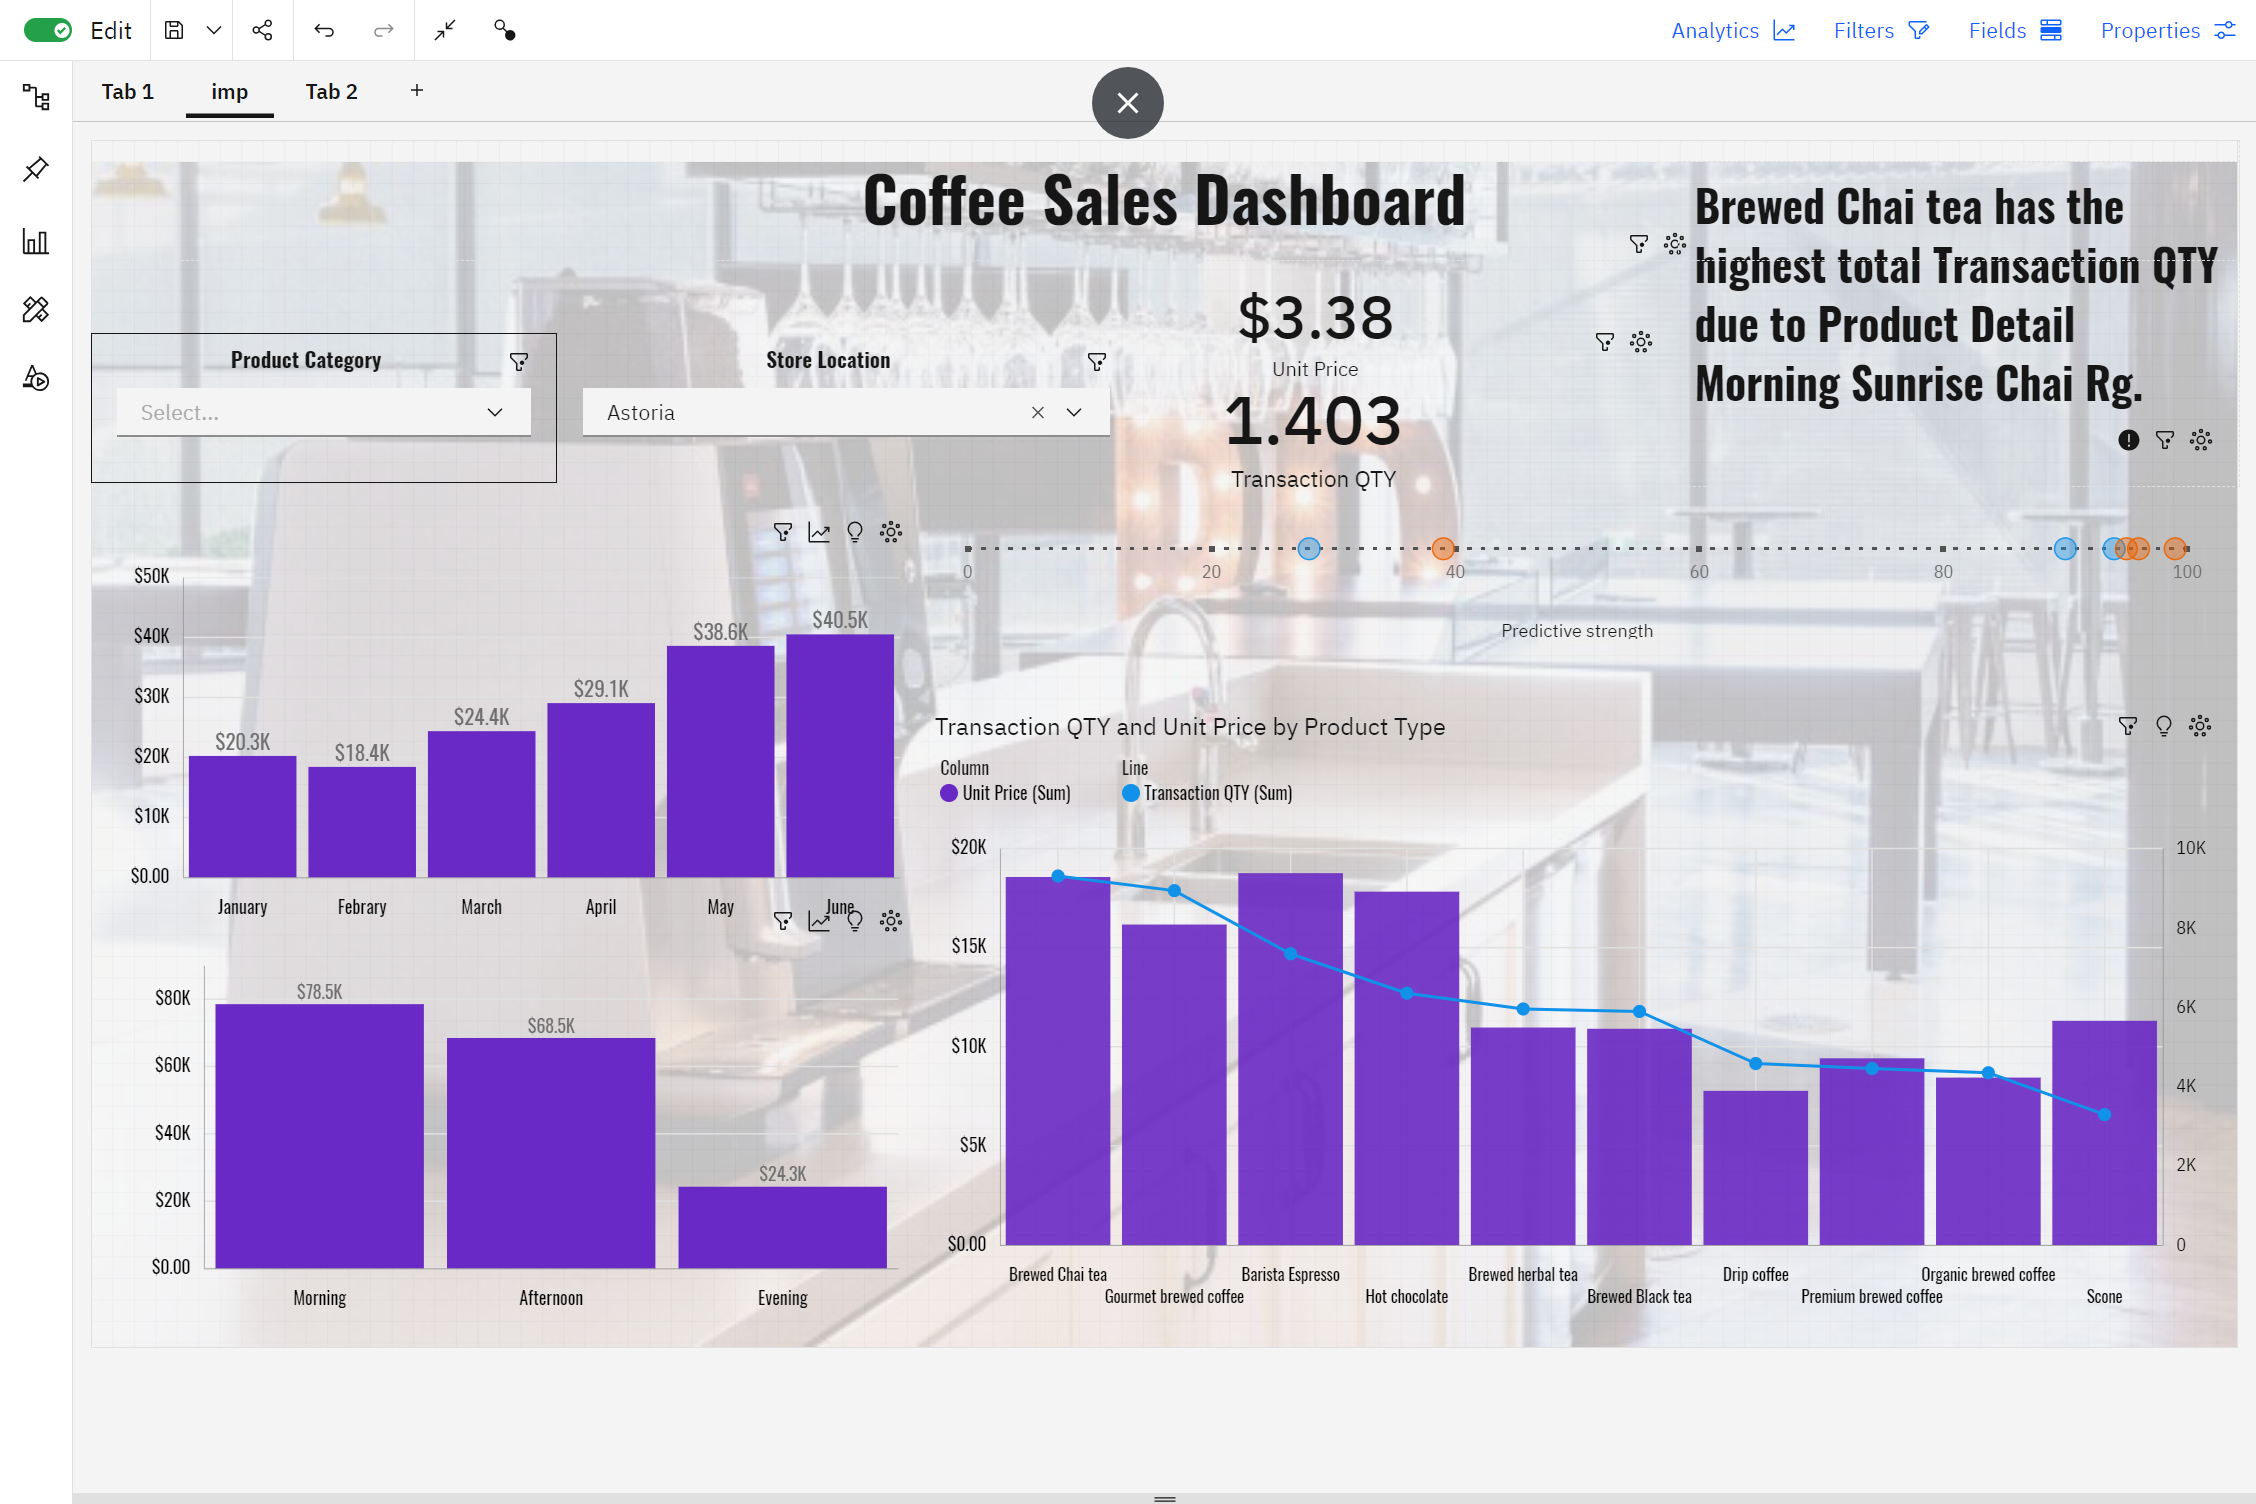 Edit
Analytics
Filters
Fields
Properties
Tab 1
imp
Tab 2
Coffee Sales Dashboard
Brewed Chai tea has the
highest total Transaction QTY
due to Product Detail
Morning Sunrise Chai Rg.
$3.38
Unit Price
1.403
Transaction QTY
Product Category
Select...
Store Location
Astoria
0
20
40
60
80
100
Predictive strength
$50K
$40K
$30K
$20K
$10K
$0.00
$20.3K
$18.4K
$24.4K
$29.1K
$38.6K
$40.5K
January
Febrary
March
April
May
June
$80K
$60K
$40K
$20K
$0.00
$78.5K
$68.5K
$24.3K
Morning
Afternoon
Evening
Transaction QTY and Unit Price by Product Type
Column
Line
Unit Price (Sum)
Transaction QTY (Sum)
$20K
$15K
$10K
$5K
$0.00
10K
8K
6K
4K
2K
0
Brewed Chai tea
Gourmet brewed coffee
Barista Espresso
Hot chocolate
Brewed herbal tea
Brewed Black tea
Drip coffee
Premium brewed coffee
Organic brewed coffee
Scone